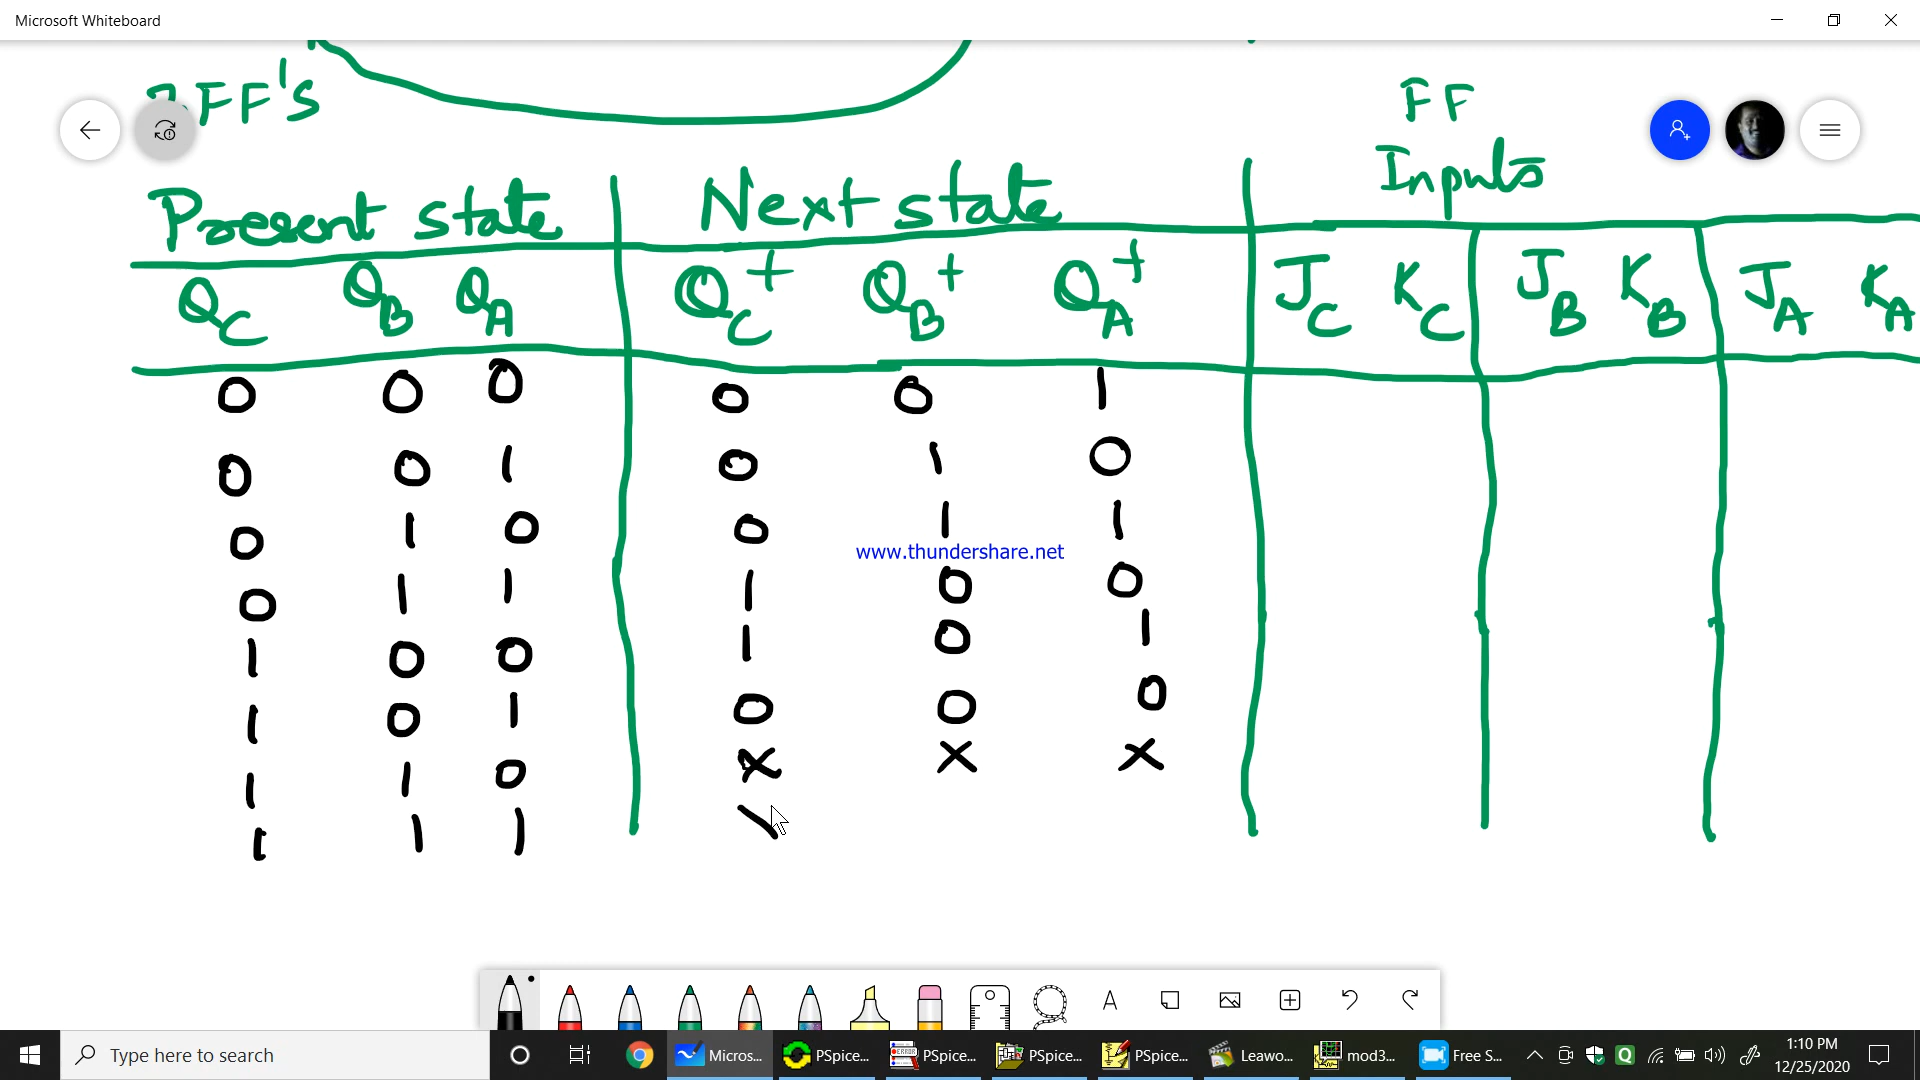 Microsoft Whiteboard
FF'S
FF
Inputs
Present state Next state
QC QB QA QC+ QB+ QA+ JC KC JB KB JA KA
0 0 0 0 0 1
0 0 1 0 1 0
0 1 0 0 1 1
www.thundershare.net
0 1 1 1 0 0
1 0 0 1 0 1
1 0 1 0 0 0
1 1 0 x x x
1 1 1
A
Type here to search
Micros... PSpice... PSpice... PSpice... PSpice... Leawo... mod3... Free S...
1:10 PM
12/25/2020